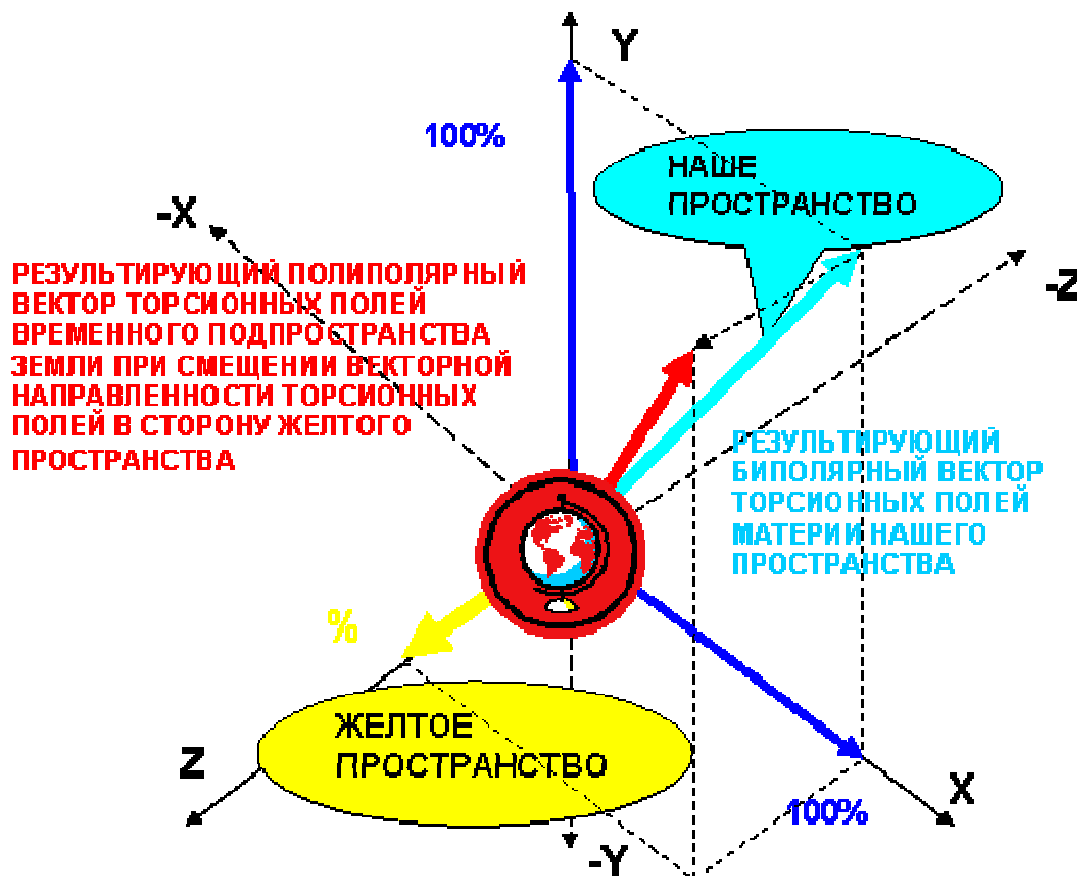 Y
100%
НАШЕ
ПРОСТРАНСТВО
-X
-Z
РЕЗУЛЬТИРУЮЩИЙ ПОЛИПОЛЯРНЫЙ
ВЕКТОР ТОРСИОННЫХ ПОЛЕЙ
ВРЕМЕННОГО ПОДПРОСТРАНСТВА
ЗЕМЛИ ПРИ СМЕЩЕНИИ ВЕКТОРНОЙ
НАПРАВЛЕННОСТИ ТОРСИОННЫХ
ПОЛЕЙ В СТОРОНУ ЖЕЛТОГО
ПРОСТРАНСТВА
РЕЗУЛЬТИРУЮЩИЙ
БИПОЛЯРНЫЙ ВЕКТОР
ТОРСИОННЫХ ПОЛЕЙ
МАТЕРИИ НАШЕГО
ПРОСТРАНСТВА
%
ЖЕЛТОЕ
ПРОСТРАНСТВО
Z
X
100%
-Y